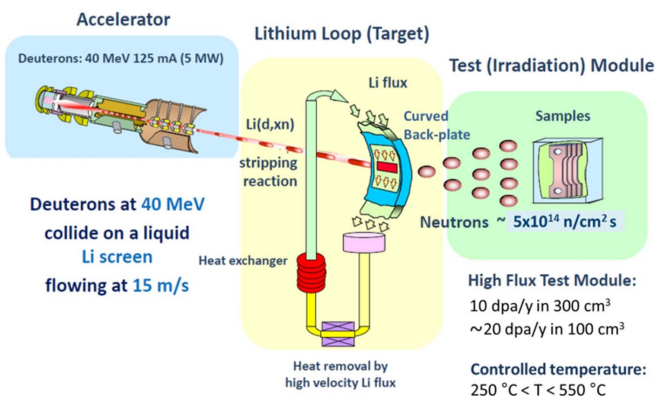 Accelerator
Deuterons: 40 MeV 125 mA (5 MW)
Deuterons at 40 MeV
collide on a liquid
Li screen
flowing at 15 m/s
Lithium Loop (Target)
Li flux
Li(d,xn)
stripping
reaction
Curved
Back-plate
Heat exchanger
Heat removal by
high velocity Li flux
Test (Irradiation) Module
Samples
Neutrons ~ 5x10¹⁴ n/cm² s
High Flux Test Module:
10 dpa/y in 300 cm³
~20 dpa/y in 100 cm³
Controlled temperature:
250 °C < T < 550 °C